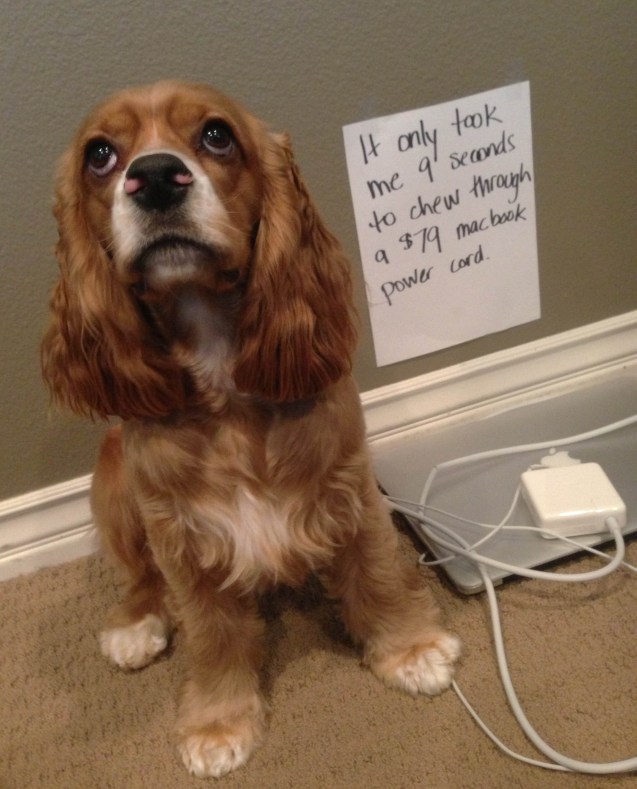 It only took
me 9 seconds
to chew through
a $79 macbook
power cord.